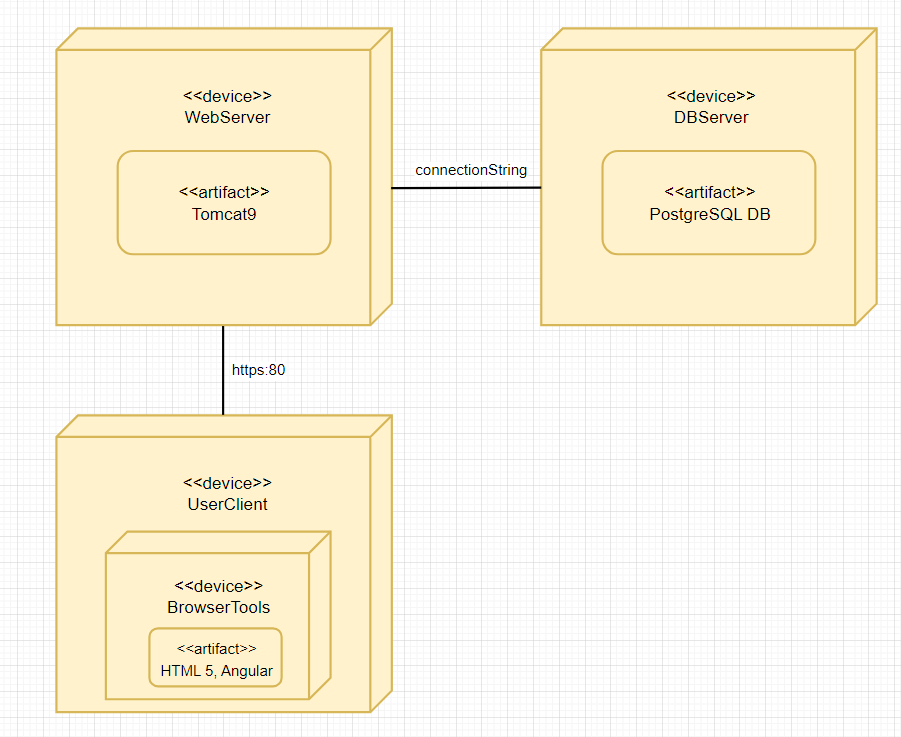 <<device>>
WebServer
<<artifact>>
Tomcat9
connectionString
<<device>>
DBServer
<<artifact>>
PostgreSQL DB
https:80
<<device>>
UserClient
<<device>>
BrowserTools
<<artifact>>
HTML 5, Angular